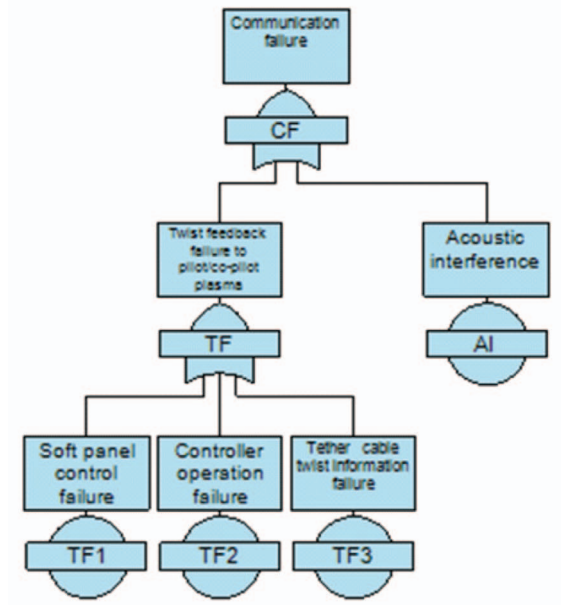 Communication
failure
CF
Twist feedback
failure to
pilot/co-pilot
plasma
Acoustic
interference
TF
AI
Soft panel
control
failure
Controller
operation
failure
Tether cable
twist information
failure
TF1
TF2
TF3